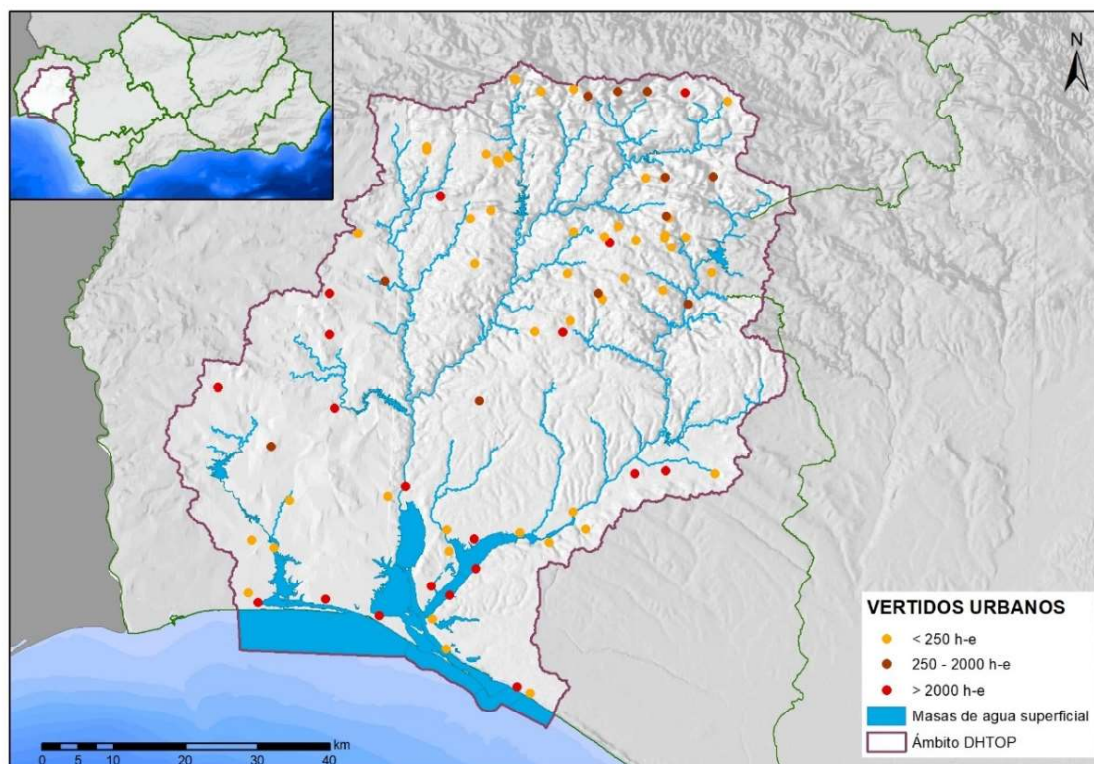 N
VERTIDOS URBANOS
< 250 h-e
250 - 2000 h-e
> 2000 h-e
Masas de agua superficial
Ámbito DHTOP
km
0 5 10 20 30 40